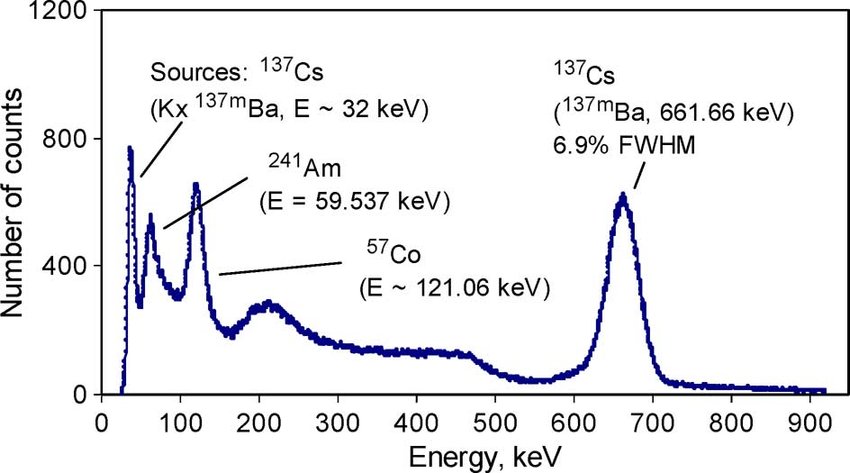 1200
800
400
0
Number of counts
Sources: ¹³⁷Cs
(Kx ¹³⁷ᵐBa, E ~ 32 keV)
²⁴¹Am
(E = 59.537 keV)
⁵⁷Co
(E ~ 121.06 keV)
¹³⁷Cs
(¹³⁷ᵐBa, 661.66 keV)
6.9% FWHM
0 100 200 300 400 500 600 700 800 900
Energy, keV